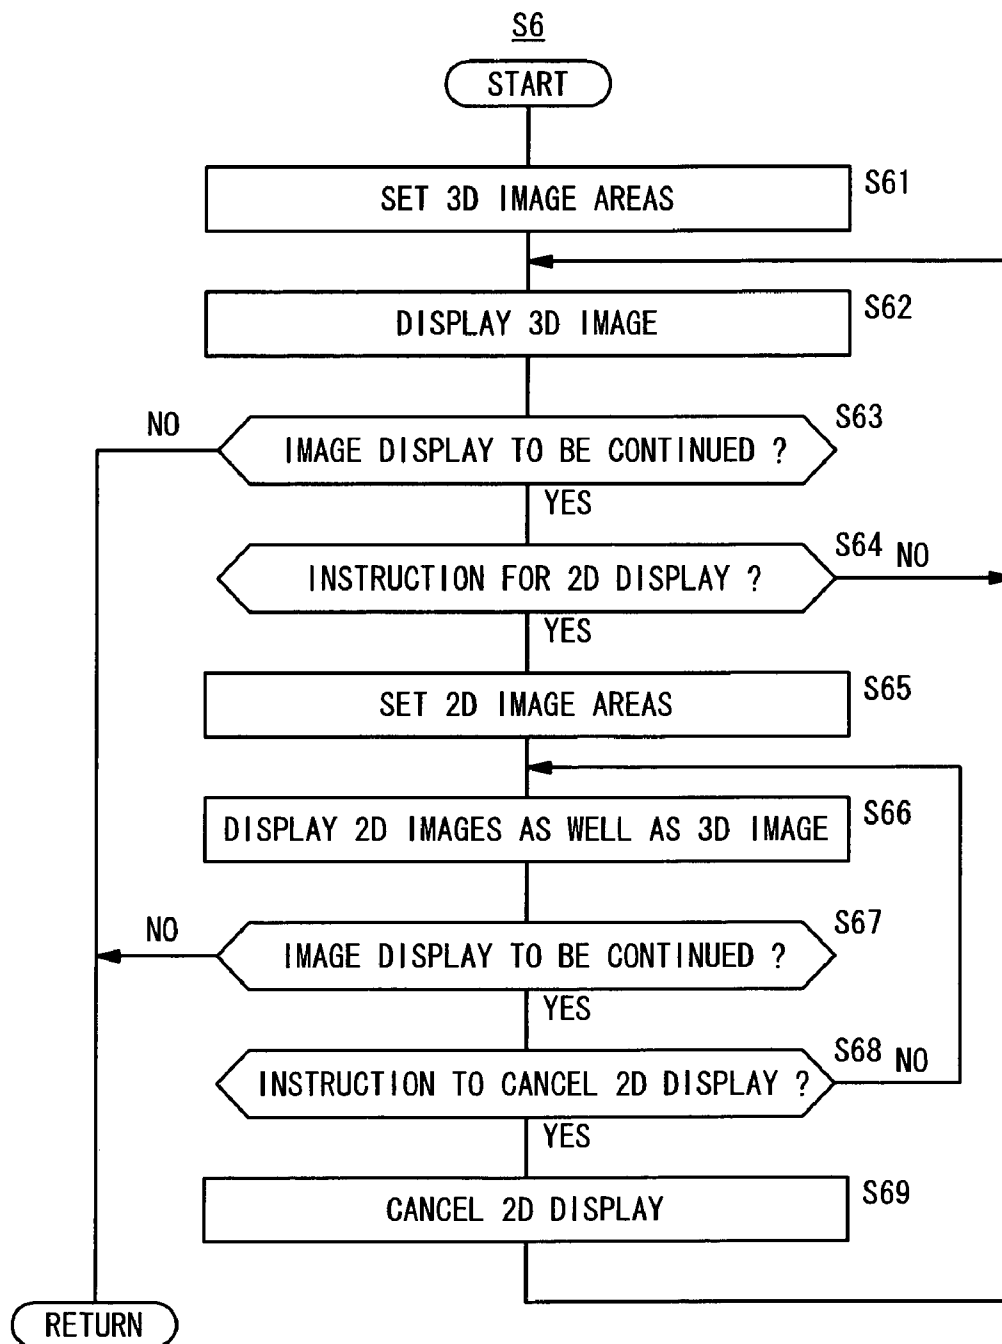 S6
START
SET 3D IMAGE AREAS
S61
DISPLAY 3D IMAGE
S62
IMAGE DISPLAY TO BE CONTINUED ?
S63
NO
YES
INSTRUCTION FOR 2D DISPLAY ?
S64
NO
YES
SET 2D IMAGE AREAS
S65
DISPLAY 2D IMAGES AS WELL AS 3D IMAGE
S66
IMAGE DISPLAY TO BE CONTINUED ?
S67
NO
YES
INSTRUCTION TO CANCEL 2D DISPLAY ?
S68
NO
YES
CANCEL 2D DISPLAY
S69
RETURN